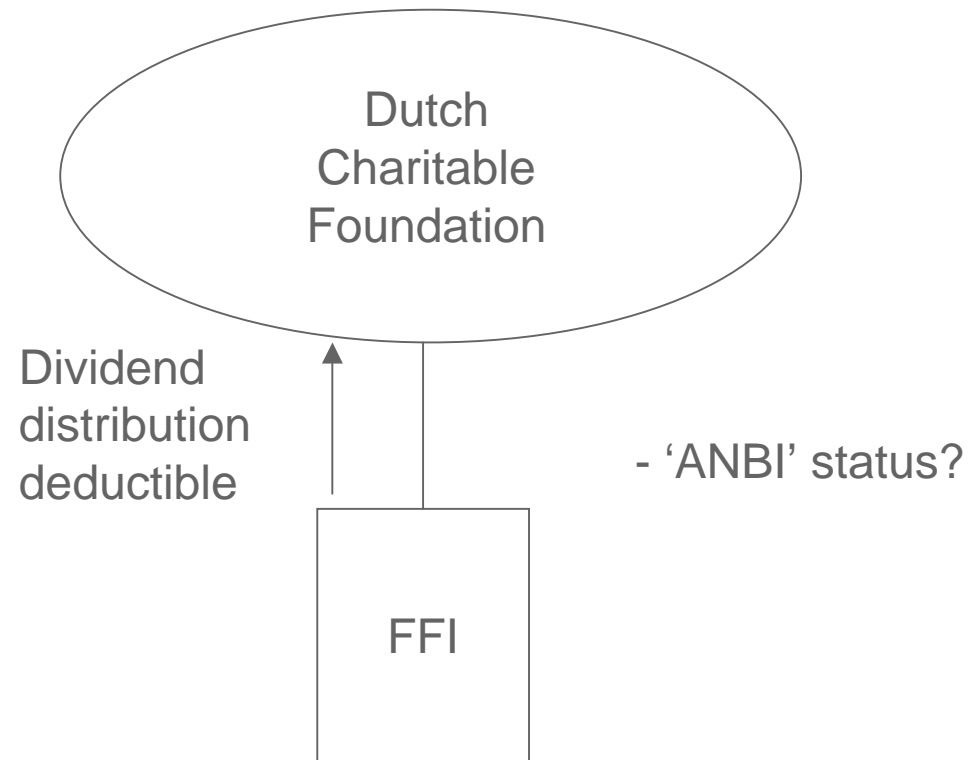 Dutch
Charitable
Foundation
Dividend
distribution
deductible
- ‘ANBI’ status?
FFI